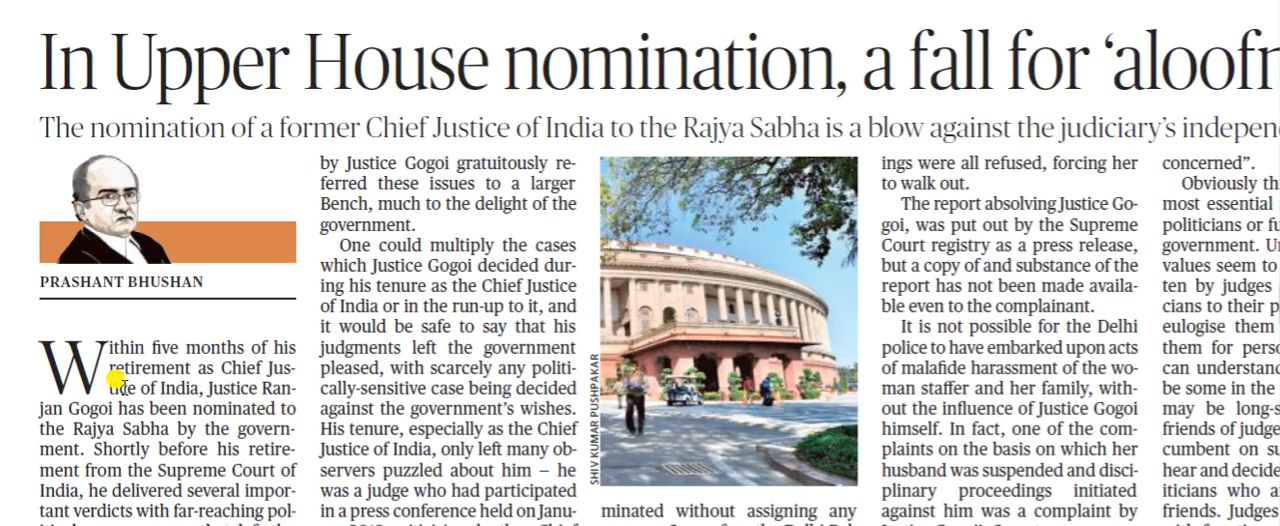 In Upper House nomination, a fall for ‘aloofn
The nomination of a former Chief Justice of India to the Rajya Sabha is a blow against the judiciary’s indepen
PRASHANT BHUSHAN
Within five months of his
retirement as Chief Jus-
tice of India, Justice Ran-
jan Gogoi has been nominated to
the Rajya Sabha by the govern-
ment. Shortly before his retire-
ment from the Supreme Court of
India, he delivered several impor-
tant verdicts with far-reaching pol-
by Justice Gogoi gratuitously re-
ferred these issues to a larger
Bench, much to the delight of the
government.
One could multiply the cases
which Justice Gogoi decided dur-
ing his tenure as the Chief Justice
of India or in the run-up to it, and
it would be safe to say that his
judgments left the government
pleased, with scarcely any politi-
cally-sensitive case being decided
against the government’s wishes.
His tenure, especially as the Chief
Justice of India, only left many ob-
servers puzzled about him – he
was a judge who had participated
in a press conference held on Janu-
SHIV KUMAR PUSHPAKAR
minated without assigning any
ings were all refused, forcing her
to walk out.
The report absolving Justice Go-
goi, was put out by the Supreme
Court registry as a press release,
but a copy of and substance of the
report has not been made availa-
ble even to the complainant.
It is not possible for the Delhi
police to have embarked upon acts
of malafide harassment of the wo-
man staffer and her family, with-
out the influence of Justice Gogoi
himself. In fact, one of the com-
plaints on the basis on which her
husband was suspended and disci-
plinary proceedings initiated
against him was a complaint by
concerned”.
Obviously th
most essential
politicians or fu
government. Un
values seem to
ten by judges
cians to their p
eulogise them
them for perso
can understand
be some in the
may be long-s
friends of judge
cumbent on su
hear and decide
iticians who a
friends. Judges